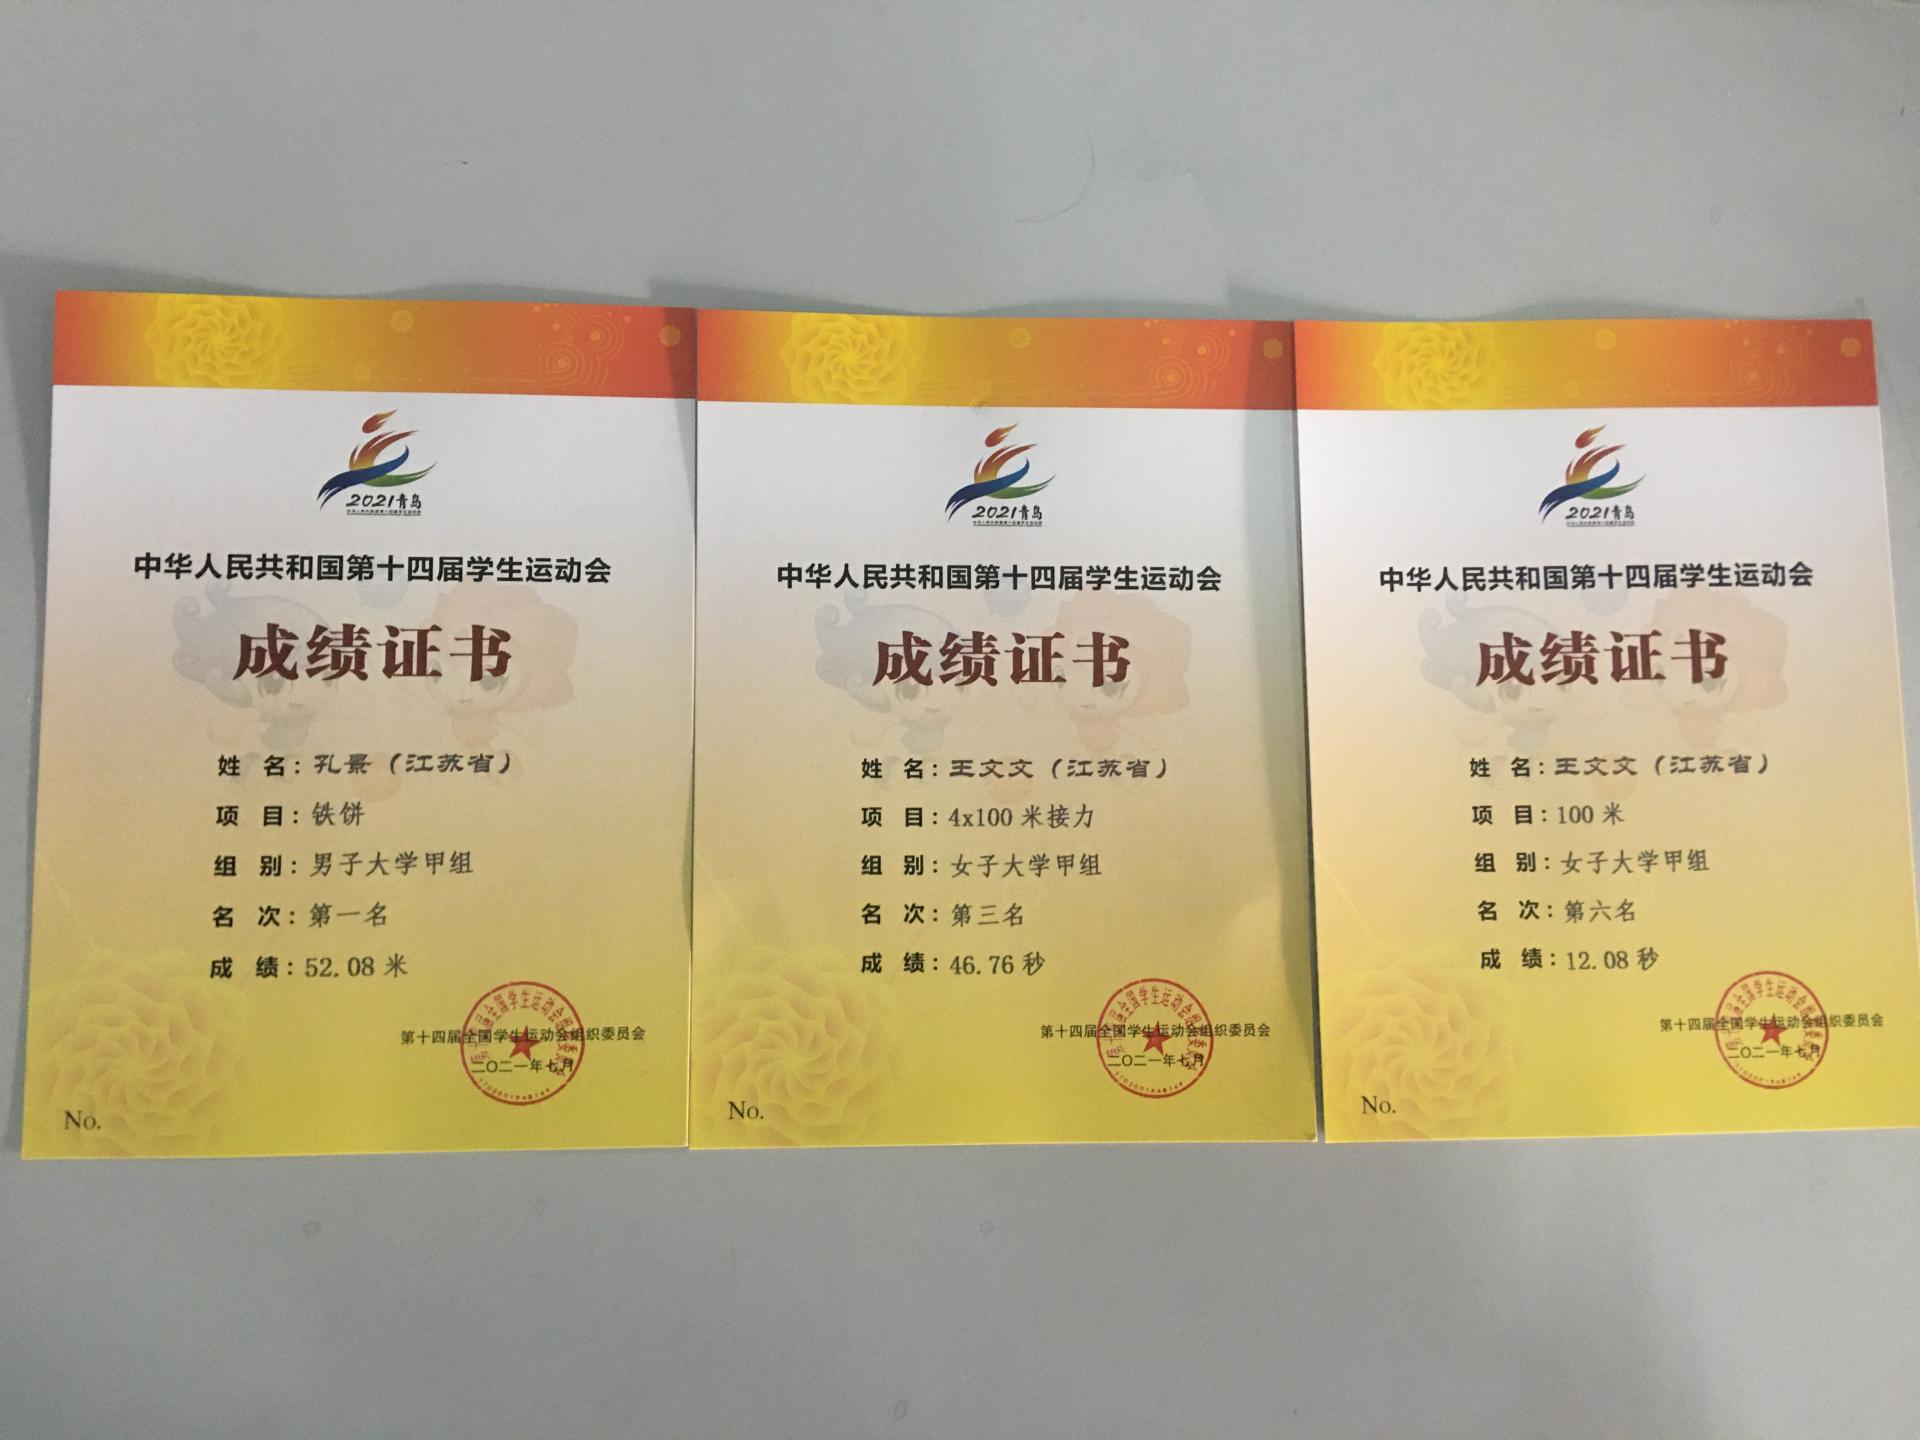 2021青岛
中华人民共和国第十四届学生运动会
成绩证书
姓 名：孔景（江苏省）
项 目：铁饼
组 别：男子大学甲组
名 次：第一名
成 绩：52.08 米
第十四届全国学生运动会组织委员会
二〇二一年七月
No.
2021青岛
中华人民共和国第十四届学生运动会
成绩证书
姓 名：王文文（江苏省）
项 目：4x100 米接力
组 别：女子大学甲组
名 次：第三名
成 绩：46.76 秒
第十四届全国学生运动会组织委员会
二〇二一年七月
No.
2021青岛
中华人民共和国第十四届学生运动会
成绩证书
姓 名：王文文（江苏省）
项 目：100 米
组 别：女子大学甲组
名 次：第六名
成 绩：12.08 秒
第十四届全国学生运动会组织委员会
二〇二一年七月
No.